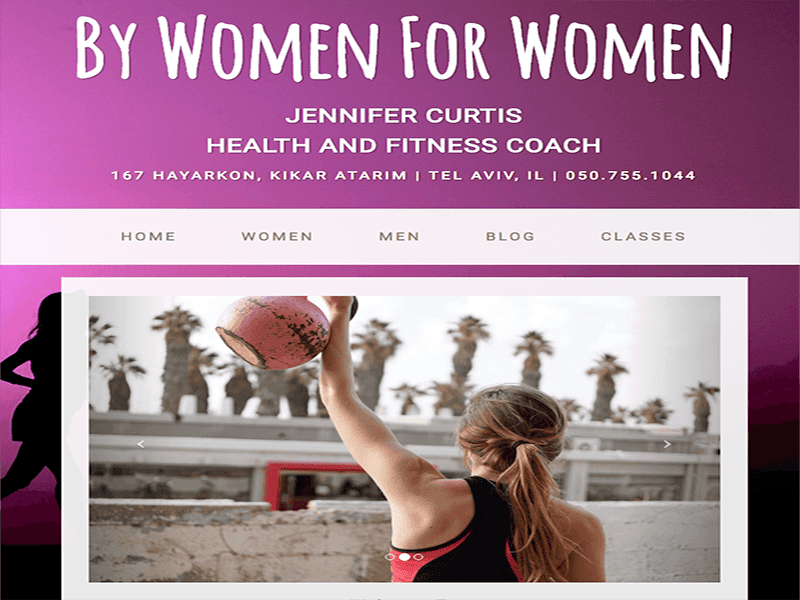 By Women For Women
JENNIFER CURTIS
HEALTH AND FITNESS COACH
167 HAYARKON, KIKAR ATARIM | TEL AVIV, IL | 050.755.1044
HOME WOMEN MEN BLOG CLASSES